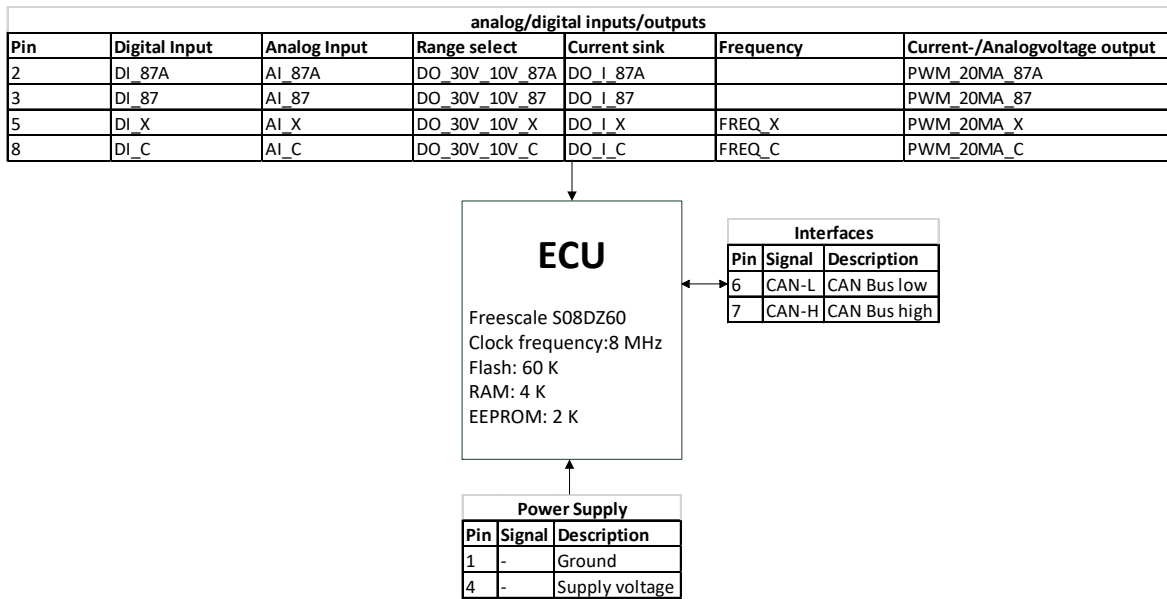 analog/digital inputs/outputs
Pin Digital Input Analog Input Range select Current sink Frequency Current-/Analogvoltage output
2 DI_87A AI_87A DO_30V_10V_87A DO_I_87A PWM_20MA_87A
3 DI_87 AI_87 DO_30V_10V_87 DO_I_87 PWM_20MA_87
5 DI_X AI_X DO_30V_10V_X DO_I_X FREQ_X PWM_20MA_X
8 DI_C AI_C DO_30V_10V_C DO_I_C FREQ_C PWM_20MA_C
ECU
Freescale S08DZ60
Clock frequency:8 MHz
Flash: 60 K
RAM: 4 K
EEPROM: 2 K
Interfaces
Pin Signal Description
6 CAN-L CAN Bus low
7 CAN-H CAN Bus high
Power Supply
Pin Signal Description
1 - Ground
4 - Supply voltage